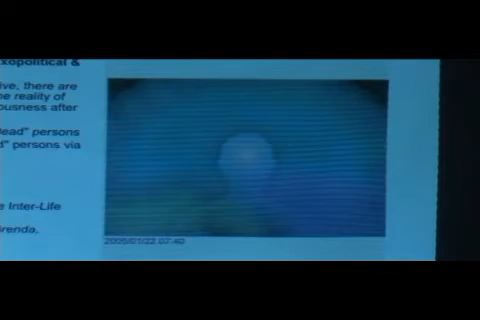 xopolitical &
ive, there are
e reality of
ousness after
ead" persons
d" persons via
e Inter-Life
renda,
2005/01/22 07:40